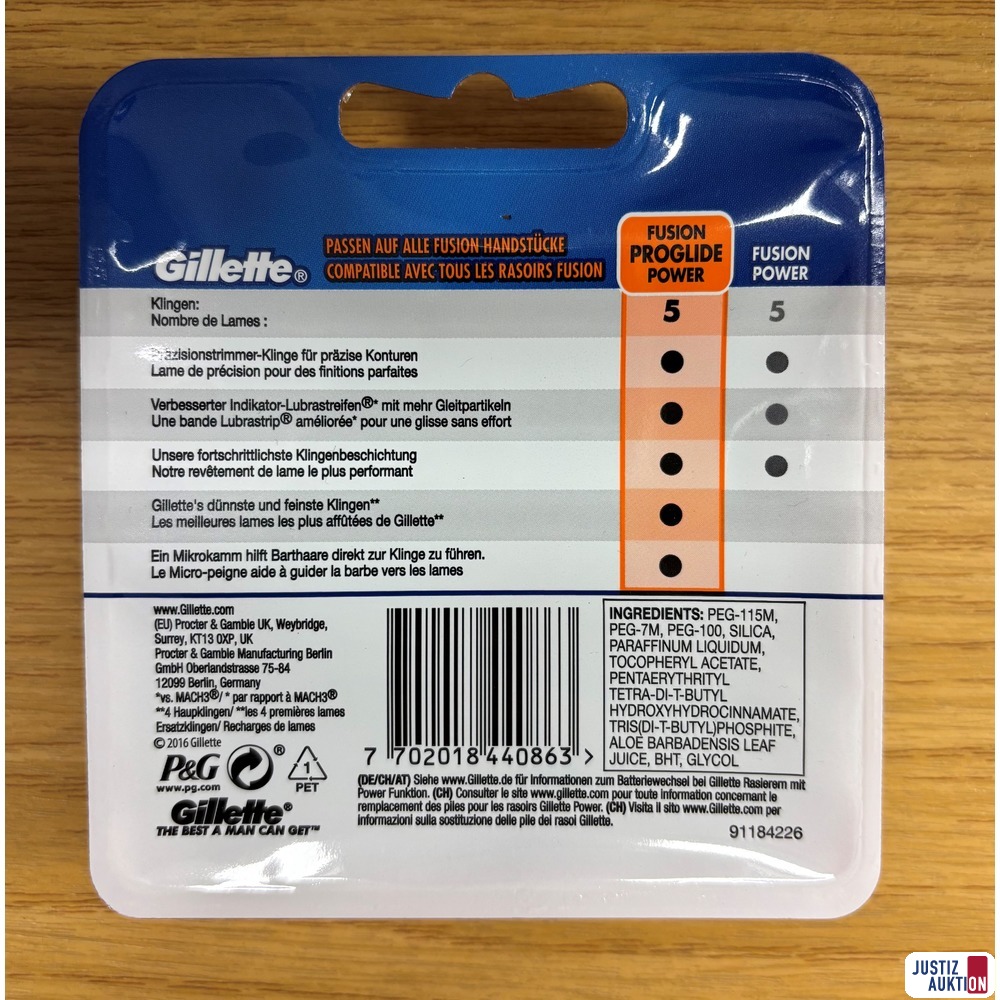 Gillette®
PASSEN AUF ALLE FUSION HANDSTÜCKE
COMPATIBLE AVEC TOUS LES RASOIRS FUSION
FUSION
PROGLIDE
POWER
FUSION
POWER
Klingen:
Nombre de Lames :
5
5
Präzisionstrimmer-Klinge für präzise Konturen
Lame de précision pour des finitions parfaites
Verbesserter Indikator-Lubrastreifen®* mit mehr Gleitpartikeln
Une bande Lubrastrip® améliorée* pour une glisse sans effort
Unsere fortschrittlichste Klingenbeschichtung
Notre revêtement de lame le plus performant
Gillette's dünnste und feinste Klingen**
Les meilleures lames les plus affûtées de Gillette**
Ein Mikrokamm hilft Barthaare direkt zur Klinge zu führen.
Le Micro-peigne aide à guider la barbe vers les lames
www.Gillette.com
(EU) Procter & Gamble UK, Weybridge,
Surrey, KT13 0XP, UK
Procter & Gamble Manufacturing Berlin
GmbH Oberlandstrasse 75-84
12099 Berlin, Germany
*vs. MACH3®/ * par rapport à MACH3®
**4 Haupklingen/ **les 4 premières lames
Ersatzklingen/ Recharges de lames
© 2016 Gillette
P&G
www.pg.com
®
1
PET
Gillette®
THE BEST A MAN CAN GET™
7 702018 440863 >
INGREDIENTS: PEG-115M,
PEG-7M, PEG-100, SILICA,
PARAFFINUM LIQUIDUM,
TOCOPHERYL ACETATE,
PENTAERYTHRITYL
TETRA-DI-T-BUTYL
HYDROXYHYDROCINNAMATE,
TRIS(DI-T-BUTYL)PHOSPHITE,
ALOE BARBADENSIS LEAF
JUICE, BHT, GLYCOL
(DE/CH/AT) Siehe www.Gillette.de für Informationen zum Batteriewechsel bei Gillette Rasierern mit
Power Funktion. (CH) Consulter le site www.gillette.com pour toute information concernant le
remplacement des piles pour les rasoirs Gillette Power. (CH) Visita il sito www.Gillette.com per
informazioni sulla sostituzione delle pile dei rasoi Gillette.
91184226
JUSTIZ
AUKTION